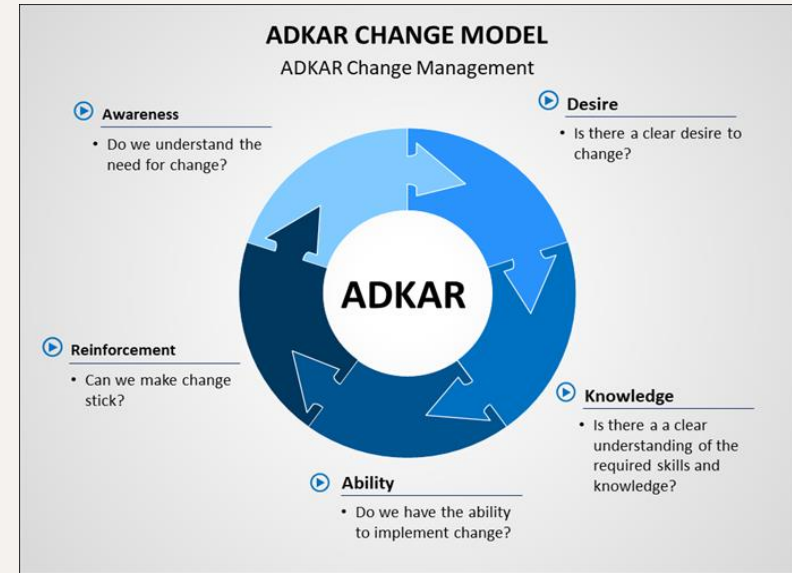 ADKAR CHANGE MODEL
ADKAR Change Management
Awareness
• Do we understand the
need for change?
Desire
• Is there a clear desire to
change?
ADKAR
Reinforcement
• Can we make change
stick?
Knowledge
• Is there a a clear
understanding of the
required skills and
knowledge?
Ability
• Do we have the ability
to implement change?